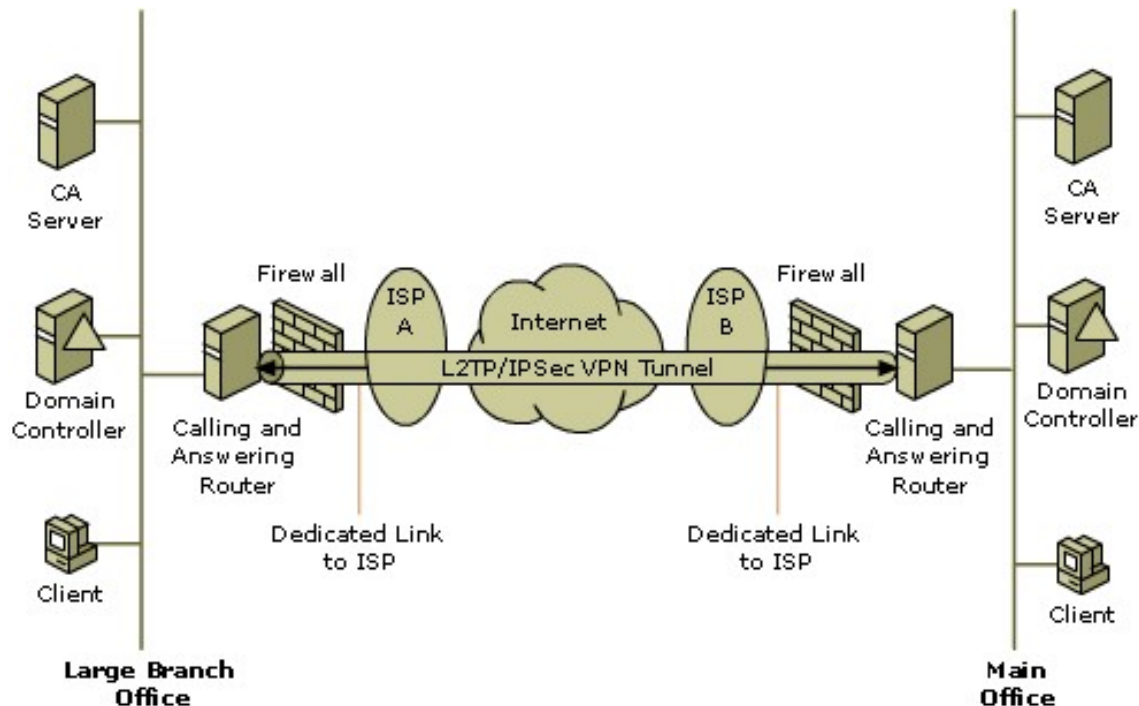 CA
Server
Domain
Controller
Client
Large Branch
Office
Calling and
Answering
Router
Firewall
ISP
A
Dedicated Link
to ISP
Internet
L2TP/IPSec VPN Tunnel
ISP
B
Dedicated Link
to ISP
Firewall
Calling and
Answering
Router
CA
Server
Domain
Controller
Client
Main
Office